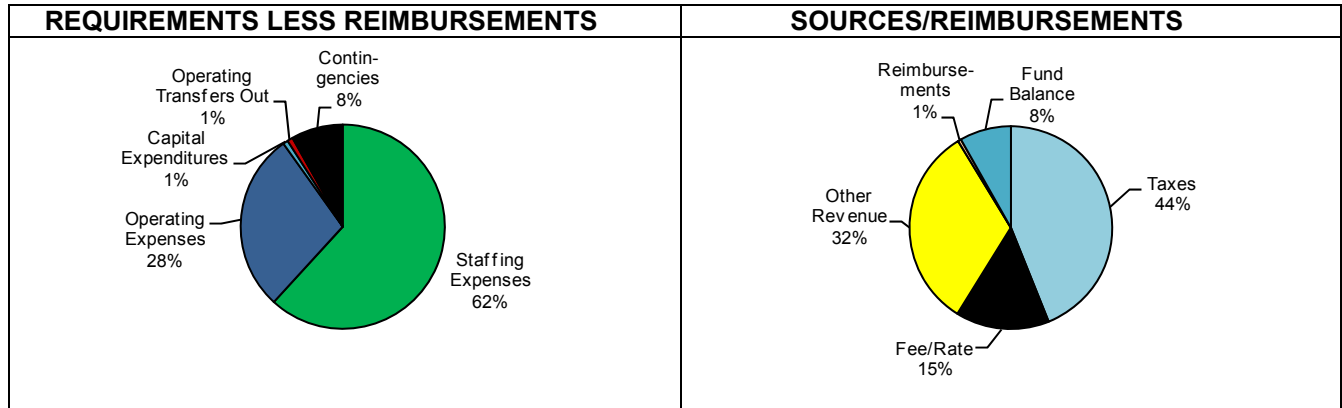 REQUIREMENTS LESS REIMBURSEMENTS
Contin-
gencies
8%
Operating
Transfers Out
1%
Capital
Expenditures
1%
Operating
Expenses
28%
Staffing
Expenses
62%
SOURCES/REIMBURSEMENTS
Reimburse-
ments
1%
Fund
Balance
8%
Taxes
44%
Other
Revenue
32%
Fee/Rate
15%